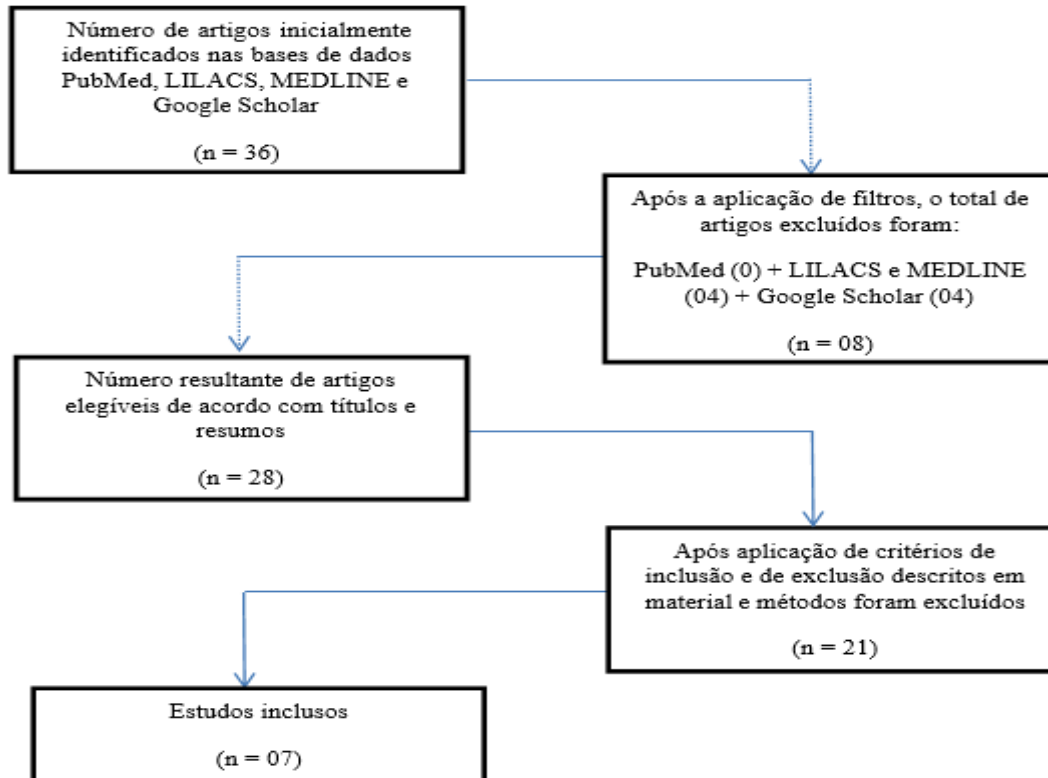 Número de artigos inicialmente
identificados nas bases de dados
PubMed, LILACS, MEDLINE e
Google Scholar
(n = 36)
Após a aplicação de filtros, o total de
artigos excluídos foram:
PubMed (0) + LILACS e MEDLINE
(04) + Google Scholar (04)
(n = 08)
Número resultante de artigos
elegíveis de acordo com títulos e
resumos
(n = 28)
Após aplicação de critérios de
inclusão e de exclusão descritos em
material e métodos foram excluídos
(n = 21)
Estudos inclusos
(n = 07)